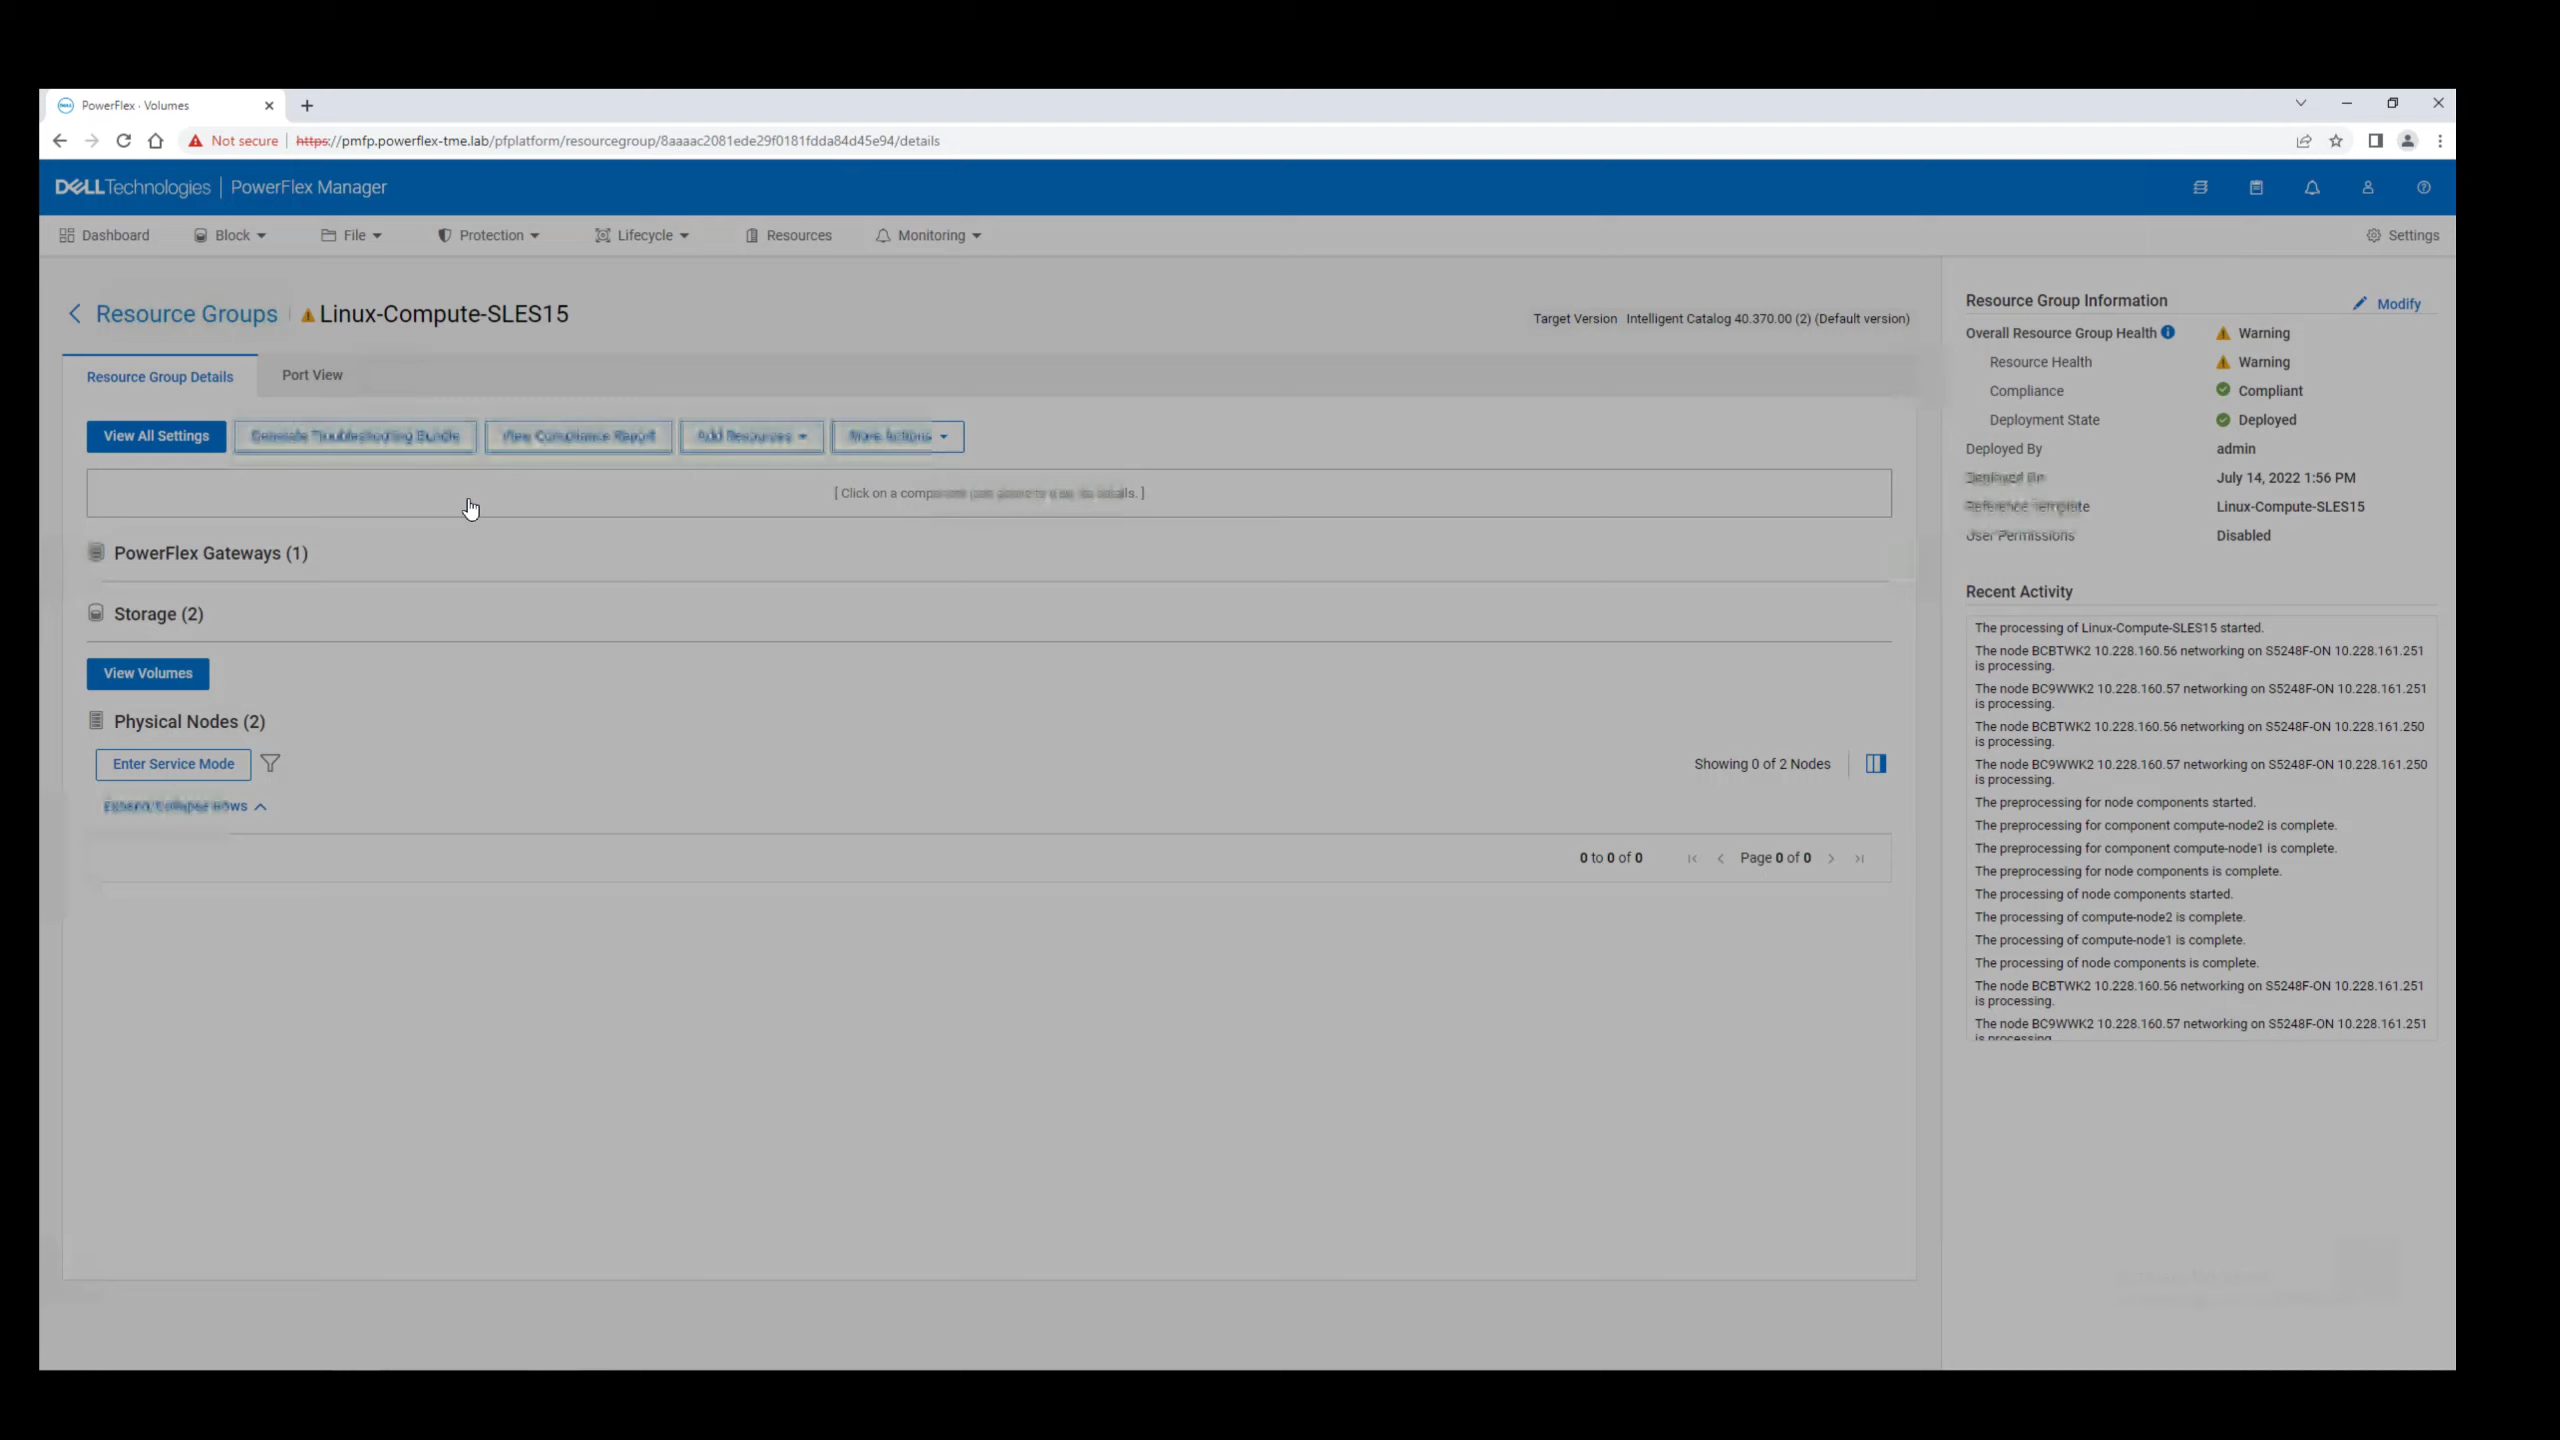 PowerFlex - Volumes
Not secure | https://pmfp.powerflex-tme.lab/pfplatform/resourcegroup/8aaaac2081ede29f0181fdda84d45e94/details
DELL Technologies | PowerFlex Manager
Dashboard Block File Protection Lifecycle Resources Monitoring Settings
Resource Groups Linux-Compute-SLES15
Target Version Intelligent Catalog 40.370.00 (2) (Default version)
Resource Group Details Port View
View All Settings Generate Troubleshooting Bundle View Compliance Report Add Resources More Actions
[ Click on a component details. ]
PowerFlex Gateways (1)
Storage (2)
View Volumes
Physical Nodes (2)
Enter Service Mode
Showing 0 of 2 Nodes
Expand/Collapse Rows
0 to 0 of 0 Page 0 of 0
Resource Group Information Modify
Overall Resource Group Health Warning
Resource Health Warning
Compliance Compliant
Deployment State Deployed
Deployed By admin
Deployed On July 14, 2022 1:56 PM
Reference Template Linux-Compute-SLES15
User Permissions Disabled
Recent Activity
The processing of Linux-Compute-SLES15 started.
The node BCBTWK2 10.228.160.56 networking on S5248F-ON 10.228.161.251
is processing.
The node BC9WWK2 10.228.160.57 networking on S5248F-ON 10.228.161.251
is processing.
The node BCBTWK2 10.228.160.56 networking on S5248F-ON 10.228.161.250
is processing.
The node BC9WWK2 10.228.160.57 networking on S5248F-ON 10.228.161.250
is processing.
The preprocessing for node components started.
The preprocessing for component compute-node2 is complete.
The preprocessing for component compute-node1 is complete.
The preprocessing for node components is complete.
The processing of node components started.
The processing of compute-node2 is complete.
The processing of compute-node1 is complete.
The processing of node components is complete.
The node BCBTWK2 10.228.160.56 networking on S5248F-ON 10.228.161.251
is processing.
The node BC9WWK2 10.228.160.57 networking on S5248F-ON 10.228.161.251
is processing.